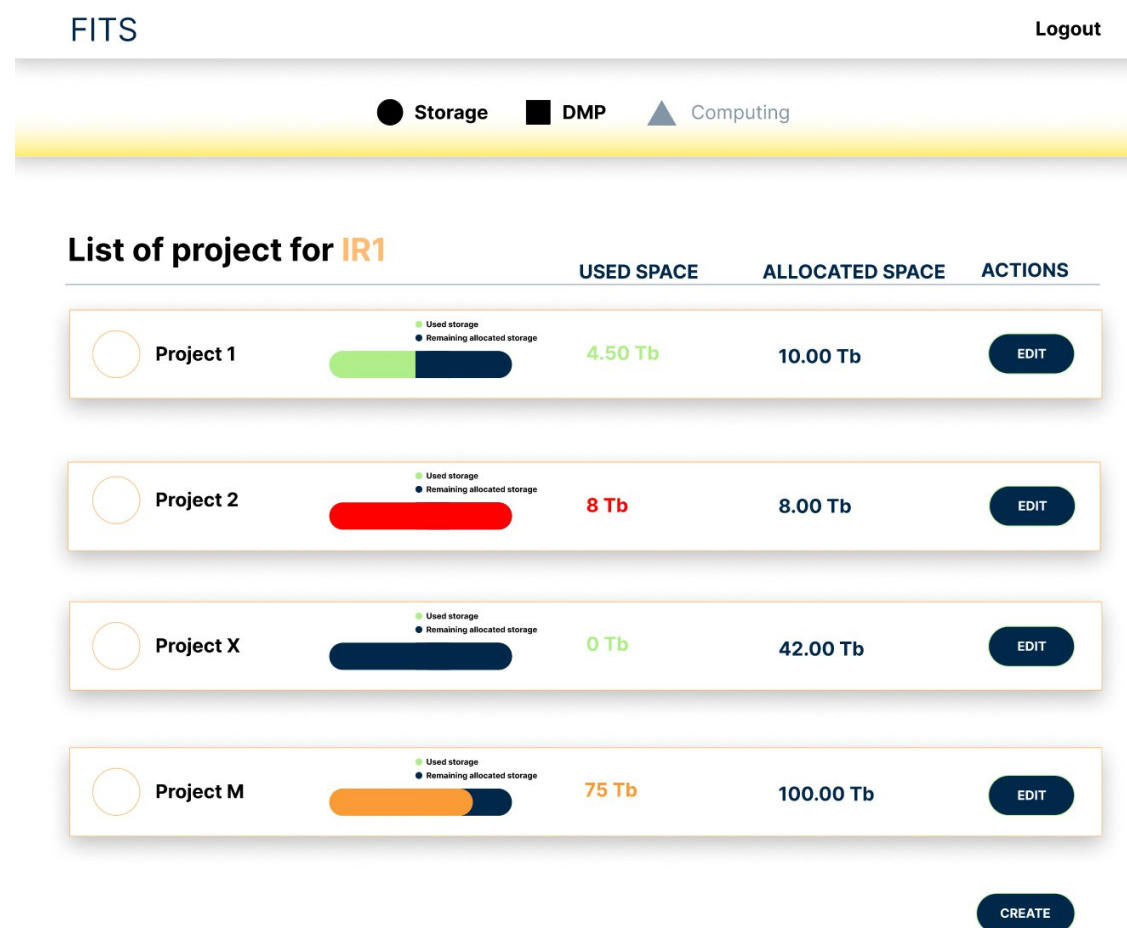 FITS
Logout
Storage
DMP
Computing
List of project for IR1
USED SPACE
ALLOCATED SPACE
ACTIONS
Used storage
Remaining allocated storage
Project 1
4.50 Tb
10.00 Tb
EDIT
Used storage
Remaining allocated storage
Project 2
8 Tb
8.00 Tb
EDIT
Used storage
Remaining allocated storage
Project X
0 Tb
42.00 Tb
EDIT
Used storage
Remaining allocated storage
Project M
75 Tb
100.00 Tb
EDIT
CREATE